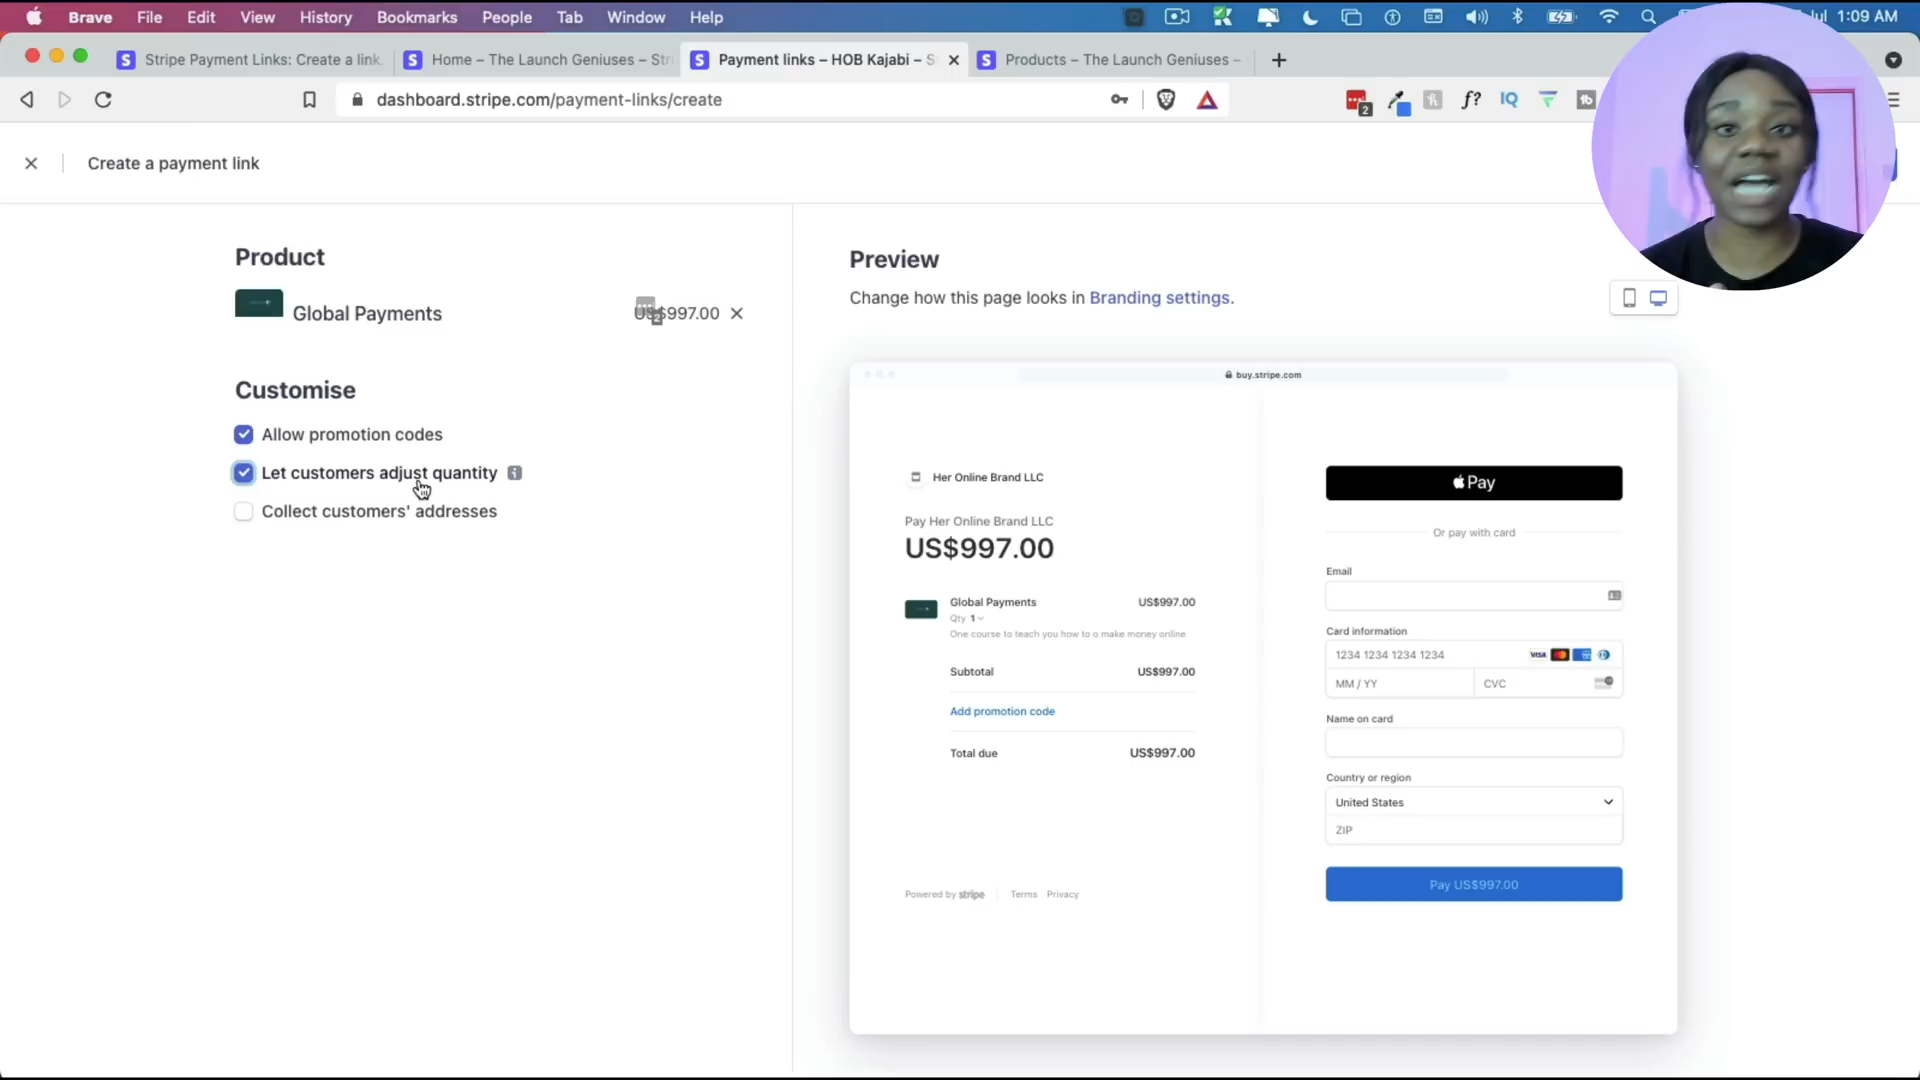 Brave File Edit View History Bookmarks People Tab Window Help
1:09 AM
Stripe Payment Links: Create a link
Home – The Launch Geniuses – Str
Payment links – HOB Kajabi – S
Products – The Launch Geniuses –
dashboard.stripe.com/payment-links/create
2
f?
IQ
Create a payment link
Product
Global Payments
US$997.00
Customise
Allow promotion codes
Let customers adjust quantity
Collect customers' addresses
Preview
Change how this page looks in Branding settings.
buy.stripe.com
Her Online Brand LLC
Pay Her Online Brand LLC
US$997.00
Global Payments US$997.00
Qty 1
One course to teach you how to o make money online
Subtotal US$997.00
Add promotion code
Total due US$997.00
Powered by stripe Terms Privacy
Pay
Or pay with card
Email
Card information
1234 1234 1234 1234
VISA
MM / YY
CVC
Name on card
Country or region
United States
ZIP
Pay US$997.00